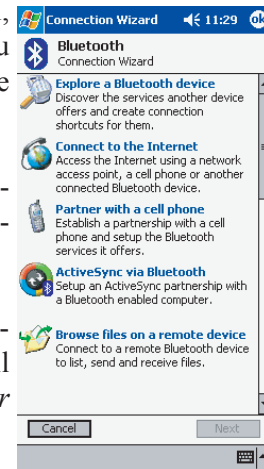 Connection Wizard 11:29 ok
Bluetooth
Connection Wizard
Explore a Bluetooth device
Discover the services another device
offers and create connection
shortcuts for them.
Connect to the Internet
Access the Internet using a network
access point, a cell phone or another
connected Bluetooth device.
Partner with a cell phone
Establish a partnership with a cell
phone and setup the Bluetooth
services it offers.
ActiveSync via Bluetooth
Setup an ActiveSync partnership with
a Bluetooth enabled computer.
Browse files on a remote device
Connect to a remote Bluetooth device
to list, send and receive files.
Cancel Next